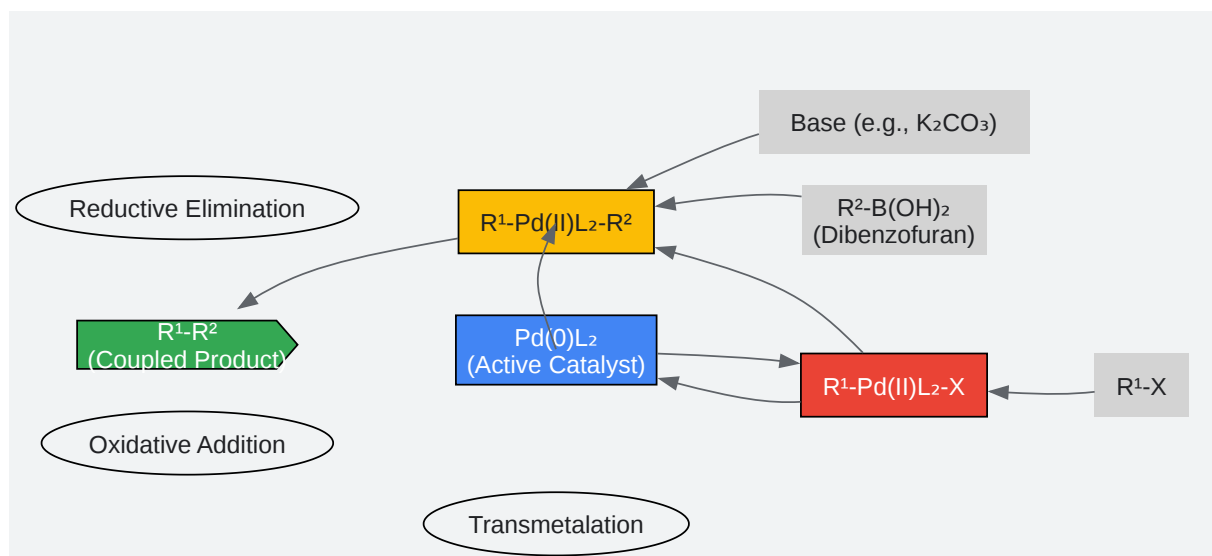 Base (e.g., K₂CO₃)
Reductive Elimination
R¹-Pd(II)L₂-R²
R²-B(OH)₂
(Dibenzofuran)
R¹-R²
(Coupled Product)
Pd(0)L₂
(Active Catalyst)
R¹-Pd(II)L₂-X
R¹-X
Oxidative Addition
Transmetalation